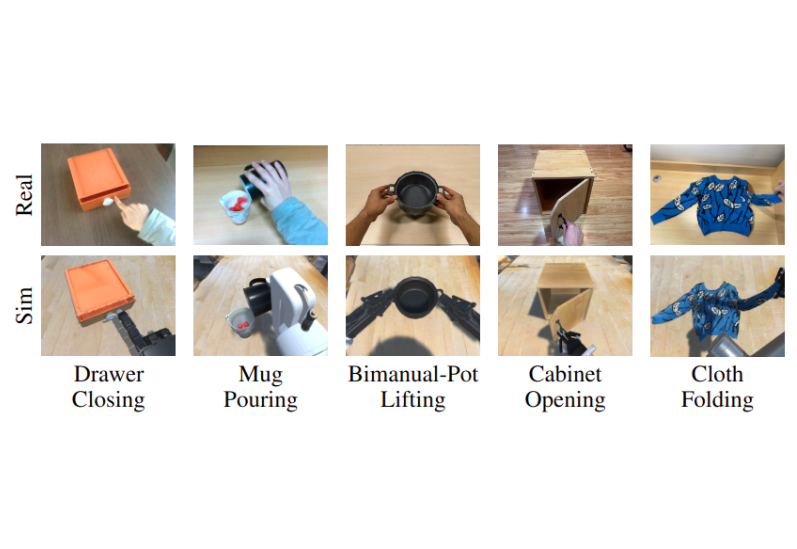 Real
Sim
Drawer
Closing
Mug
Pouring
Bimanual-Pot
Lifting
Cabinet
Opening
Cloth
Folding